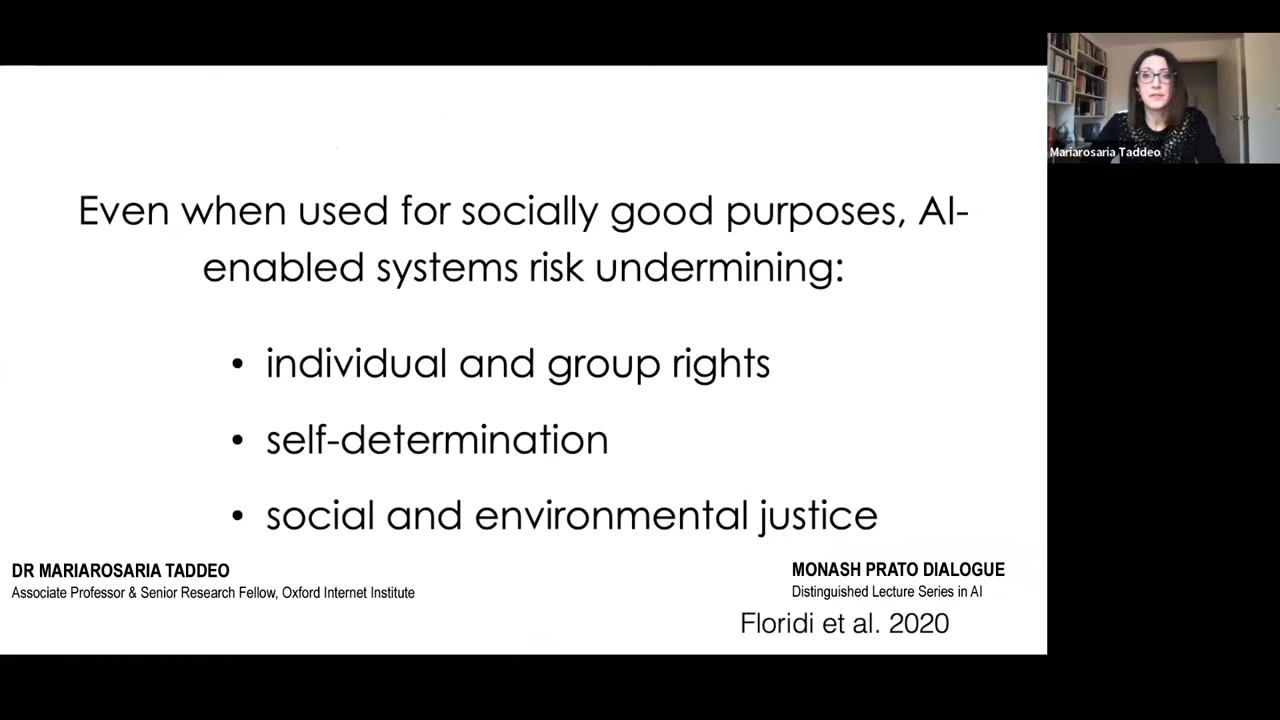 Even when used for socially good purposes, AI-
enabled systems risk undermining:
• individual and group rights
• self-determination
• social and environmental justice
DR MARIAROSARIA TADDEO
Associate Professor & Senior Research Fellow, Oxford Internet Institute
MONASH PRATO DIALOGUE
Distinguished Lecture Series in AI
Floridi et al. 2020
Mariarosaria Taddeo